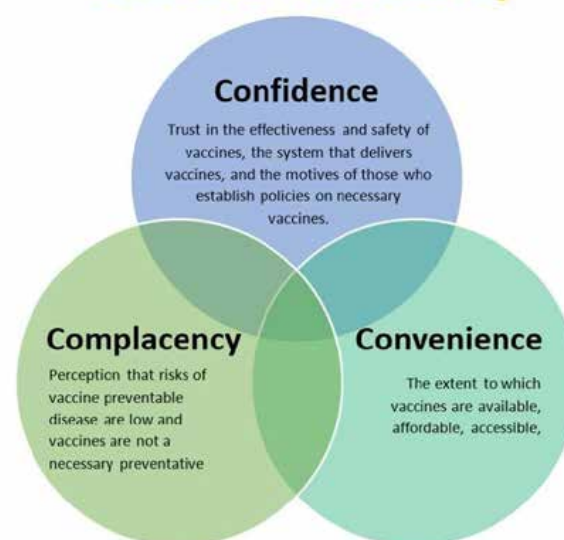 Confidence
Trust in the effectiveness and safety of
vaccines, the system that delivers
vaccines, and the motives of those who
establish policies on necessary
vaccines.
Complacency
Perception that risks of
vaccine preventable
disease are low and
vaccines are not a
necessary preventative
Convenience
The extent to which
vaccines are available,
affordable, accessible,